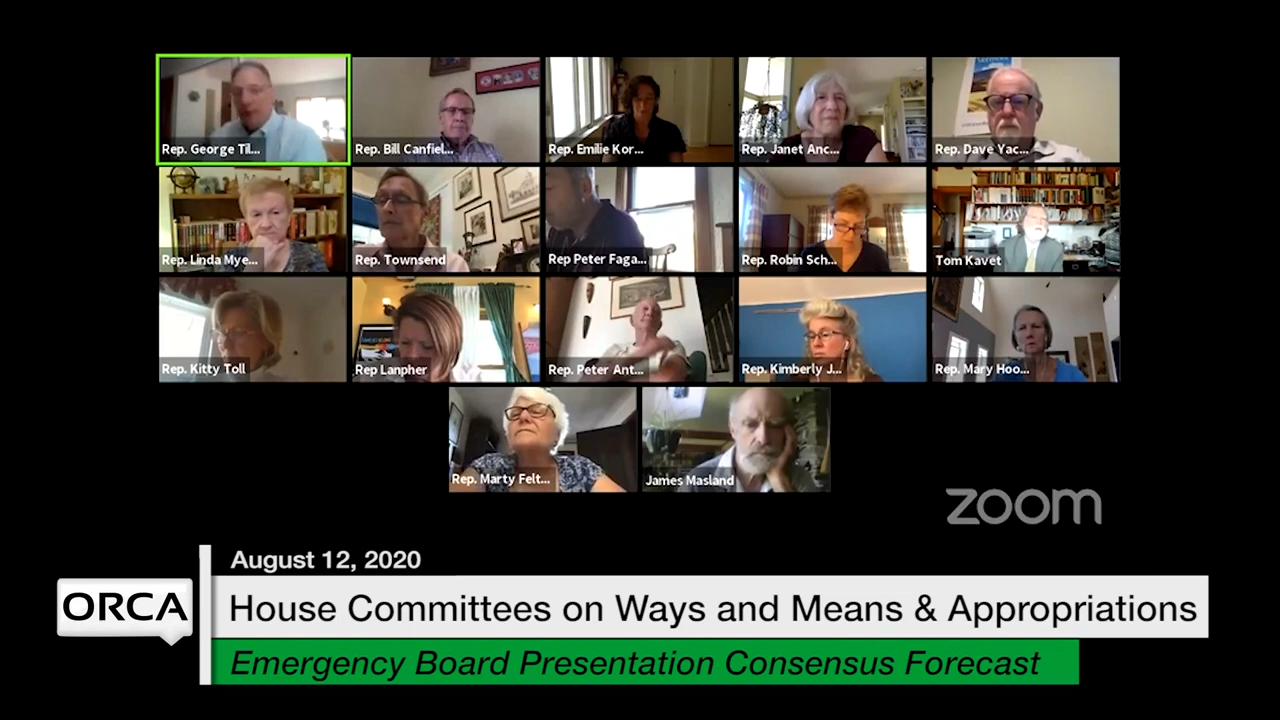 Rep. George Til...
Rep. Bill Canfiel...
Rep. Emilie Kor...
Rep. Janet Anc...
Rep. Dave Yac...
Rep. Linda Mye...
Rep. Townsend
Rep Peter Faga...
Rep. Robin Sch...
Tom Kavet
Rep. Kitty Toll
Rep Lanpher
Rep. Peter Ant...
Rep. Kimberly J...
Rep. Mary Hoo...
Rep. Marty Felt...
James Masland
zoom
August 12, 2020
ORCA
House Committees on Ways and Means & Appropriations
Emergency Board Presentation Consensus Forecast